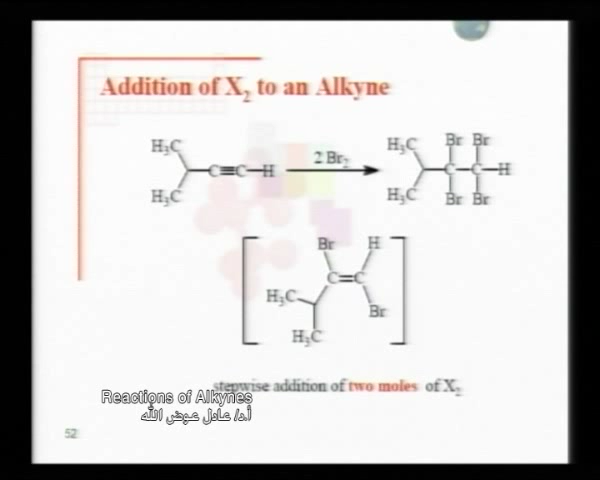 Addition of X₂ to an Alkyne
H₃C
H₃C
C≡C-H
2 Br₂
H₃C
H₃C
Br Br
C-C-H
Br Br
Br H
C=C
H₃C
Br
H₃C
stepwise addition of two moles of X₂
Reactions of Alkynes
أ.د/ عادل عوض الله
52